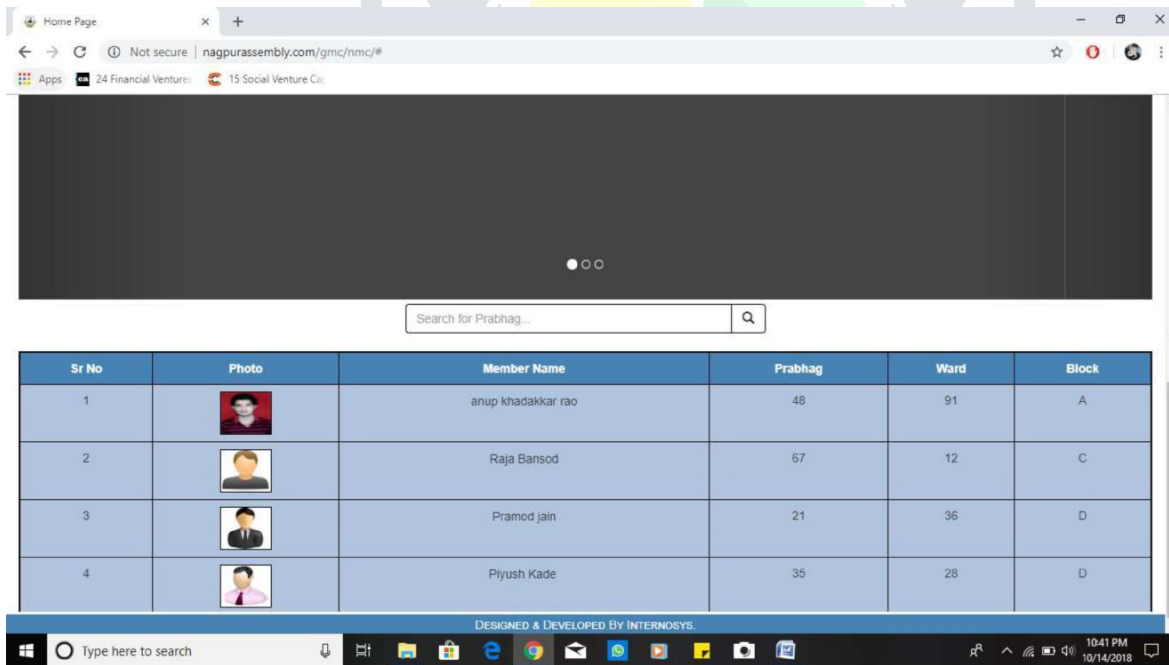 Home Page
Not secure | nagpurassembly.com/gmc/nmc/#
Apps 24 Financial Ventures 15 Social Venture Ca
Search for Prabhag...
Sr No Photo Member Name Prabhag Ward Block
1 anup khadakkar rao 48 91 A
2 Raja Bansod 67 12 C
3 Pramod jain 21 36 D
4 Piyush Kade 35 28 D
DESIGNED & DEVELOPED BY INTERNOSYS.
Type here to search
10:41 PM
10/14/2018